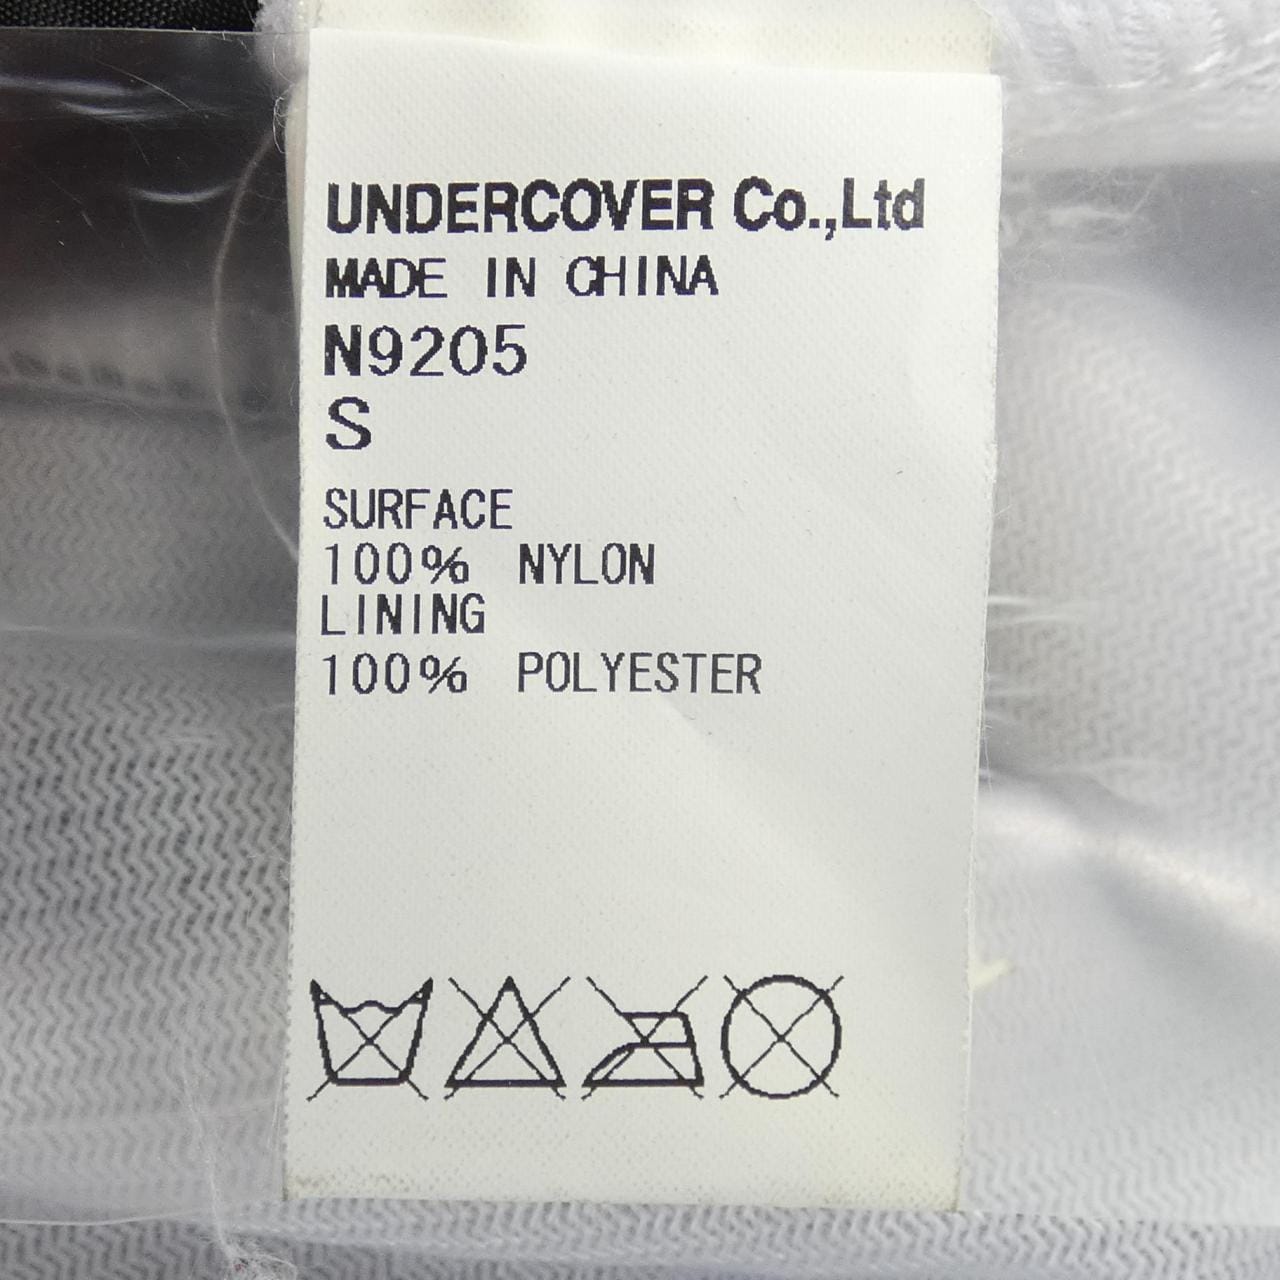 UNDERCOVER Co.,Ltd
MADE IN CHINA
N9205
S
SURFACE
100% NYLON
LINING
100% POLYESTER